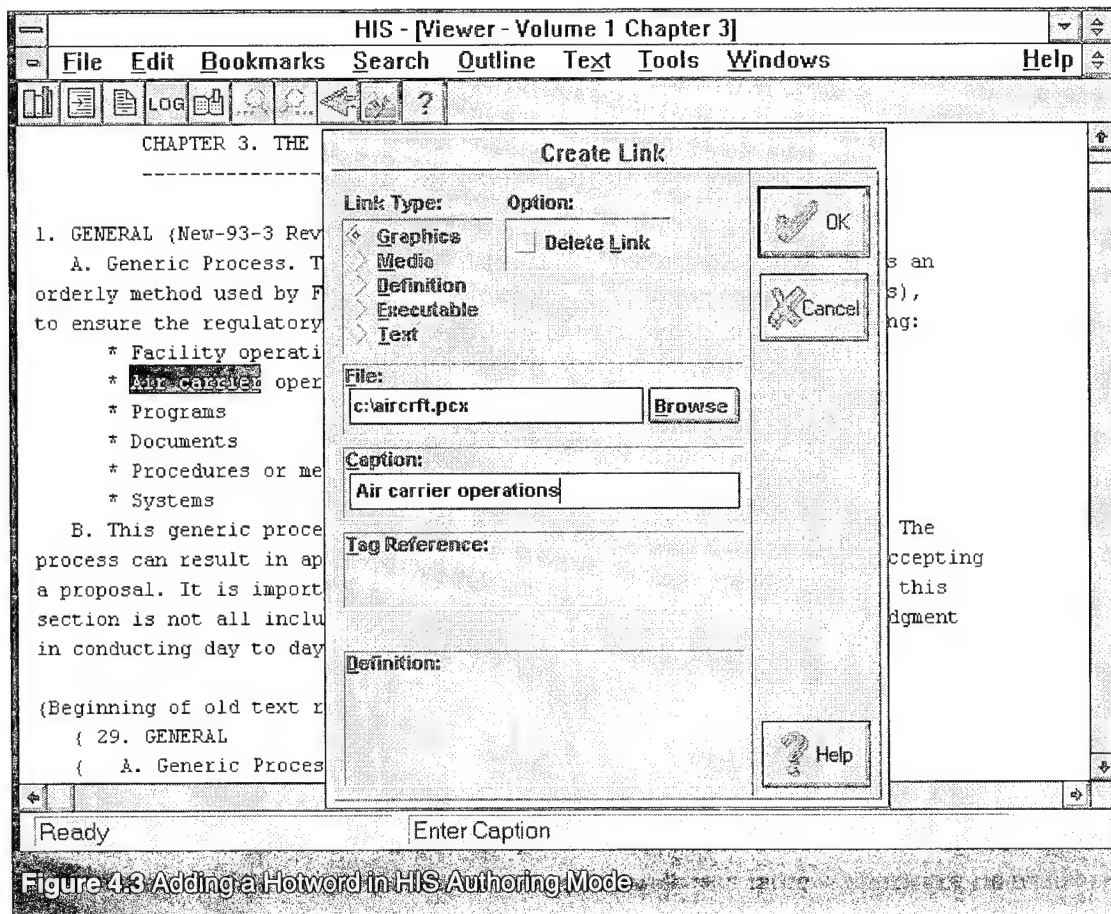 HIS - [Viewer - Volume 1 Chapter 3]
File Edit Bookmarks Search Outline Text Tools Windows Help
LOG ?
CHAPTER 3. THE
----------------
1. GENERAL {New-93-3 Rev
A. Generic Process. T
s an
orderly method used by F
s),
to ensure the regulatory
ng:
* Facility operati
* Air carrier oper
* Programs
* Documents
* Procedures or me
* Systems
B. This generic proce
The
process can result in ap
ccepting
a proposal. It is import
this
section is not all inclu
dgment
in conducting day to day
{Beginning of old text r
{ 29. GENERAL
{ A. Generic Proces
Create Link
Link Type:
Graphics
Media
Definition
Executable
Text
Option:
Delete Link
OK
Cancel
File:
c:\aircrft.pcx
Browse
Caption:
Air carrier operations
Tag Reference:
Definition:
? Help
Ready
Enter Caption
Figure 4.3 Adding a Hotword in HIS Authoring Mode